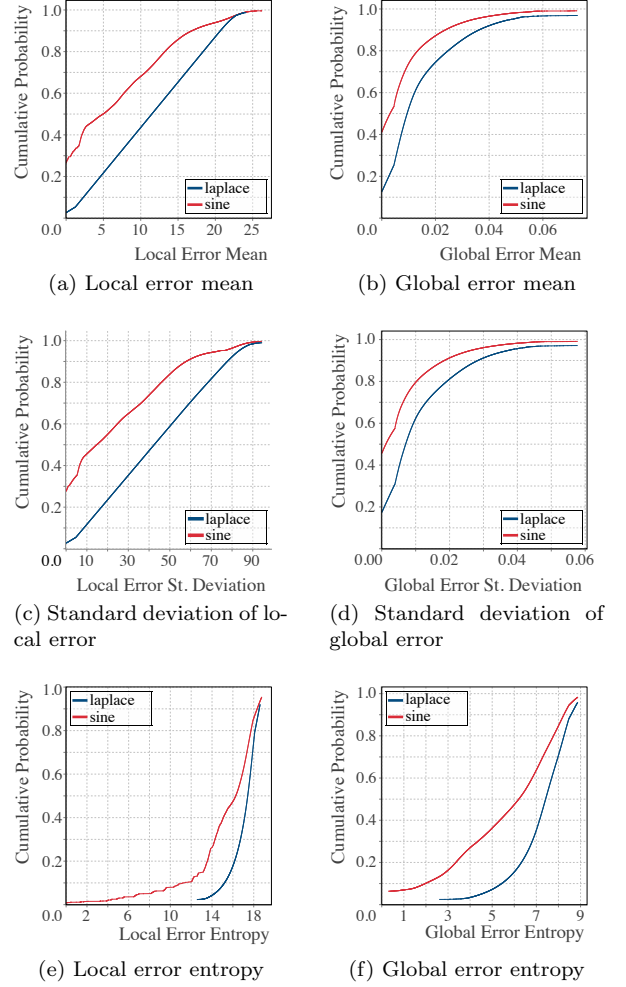 Cumulative Probability
1.0
0.8
0.6
0.4
0.2
0.0
5
10
15
20
25
laplace
sine
Local Error Mean
(a) Local error mean
Cumulative Probability
1.0
0.8
0.6
0.4
0.2
0.0
0.02
0.04
0.06
laplace
sine
Global Error Mean
(b) Global error mean
Cumulative Probability
1.0
0.8
0.6
0.4
0.2
0.0
10
30
50
70
90
laplace
sine
Local Error St. Deviation
(c) Standard deviation of lo-
cal error
Cumulative Probability
1.0
0.8
0.6
0.4
0.2
0.00
0.02
0.04
0.06
laplace
sine
Global Error St. Deviation
(d) Standard deviation of
global error
Cumulative Probability
1.0
0.8
0.6
0.4
0.2
0.0
2
6
10
14
18
laplace
sine
Local Error Entropy
(e) Local error entropy
Cumulative Probability
1.0
0.8
0.6
0.4
0.2
0.0
1
3
5
7
9
laplace
sine
Global Error Entropy
(f) Global error entropy